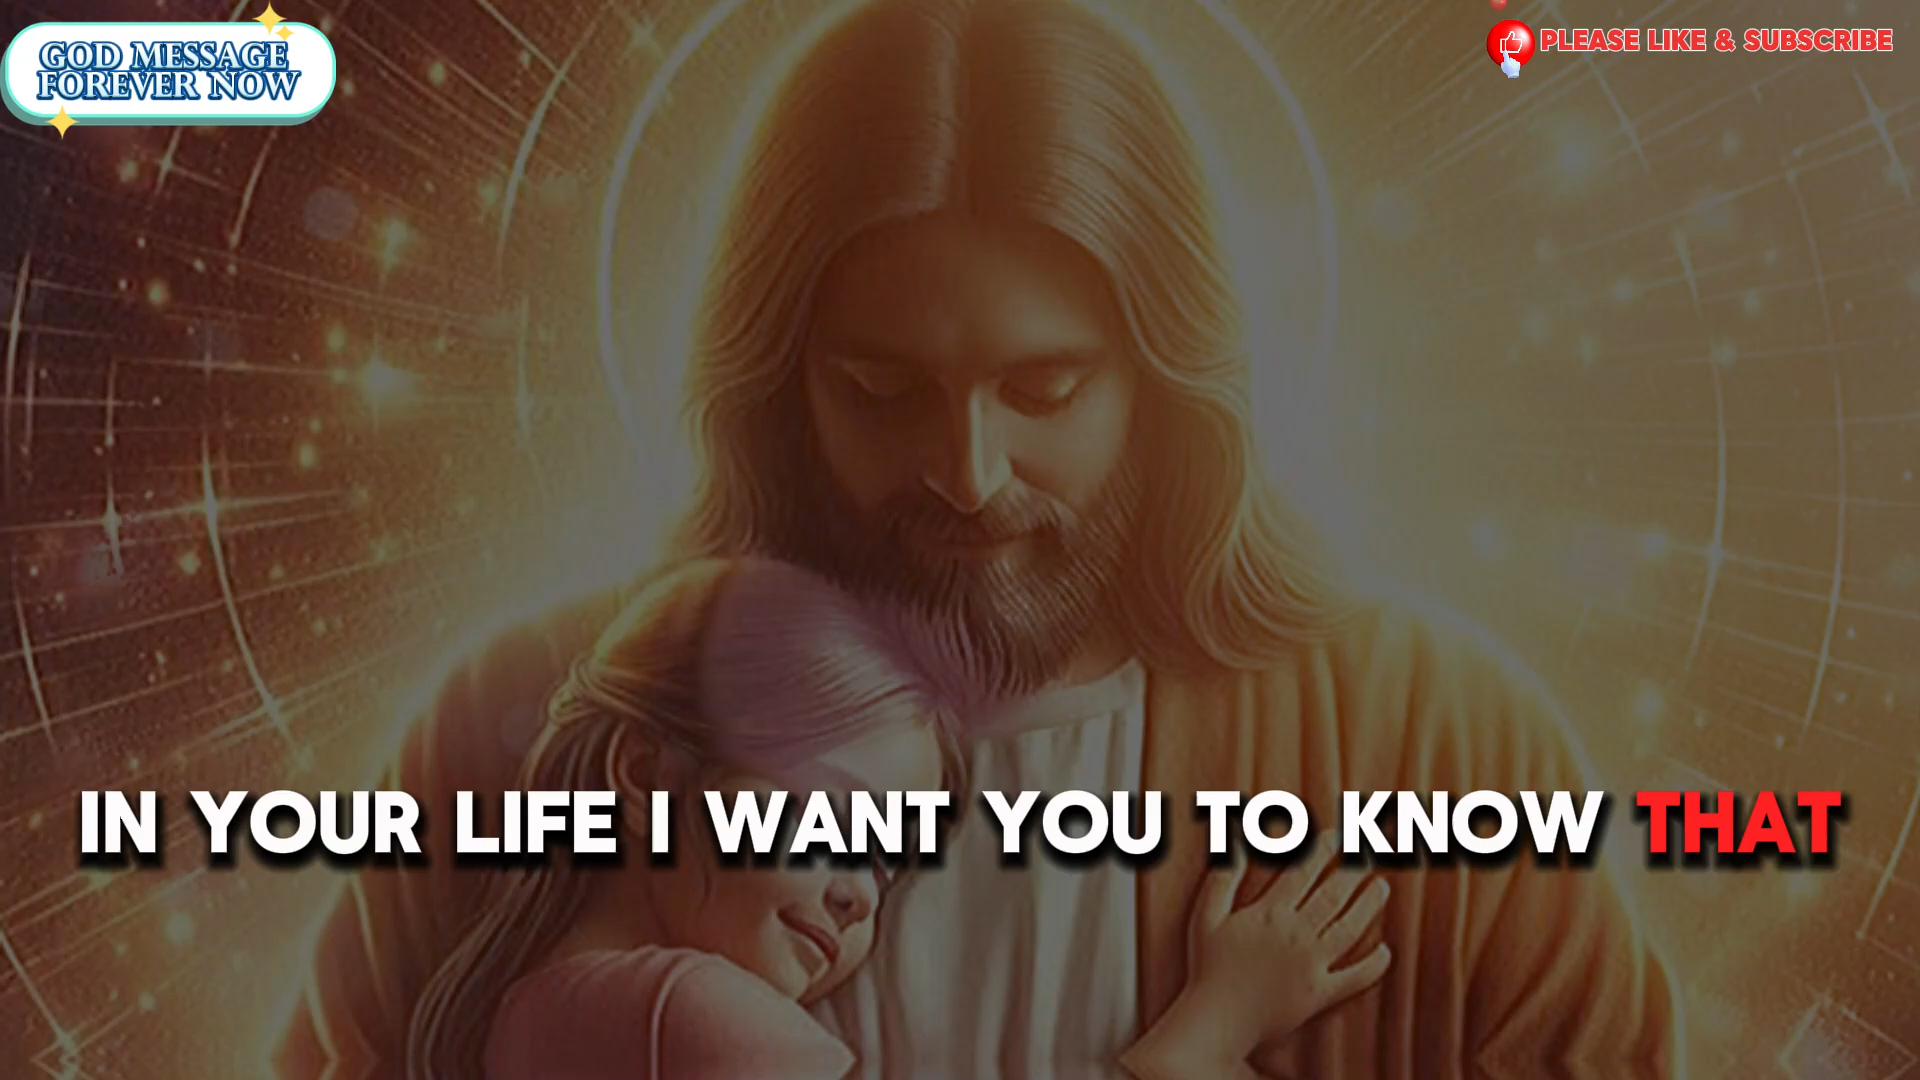 GOD MESSAGE
FOREVER NOW
PLEASE LIKE & SUBSCRIBE
IN YOUR LIFE I WANT YOU TO KNOW THAT